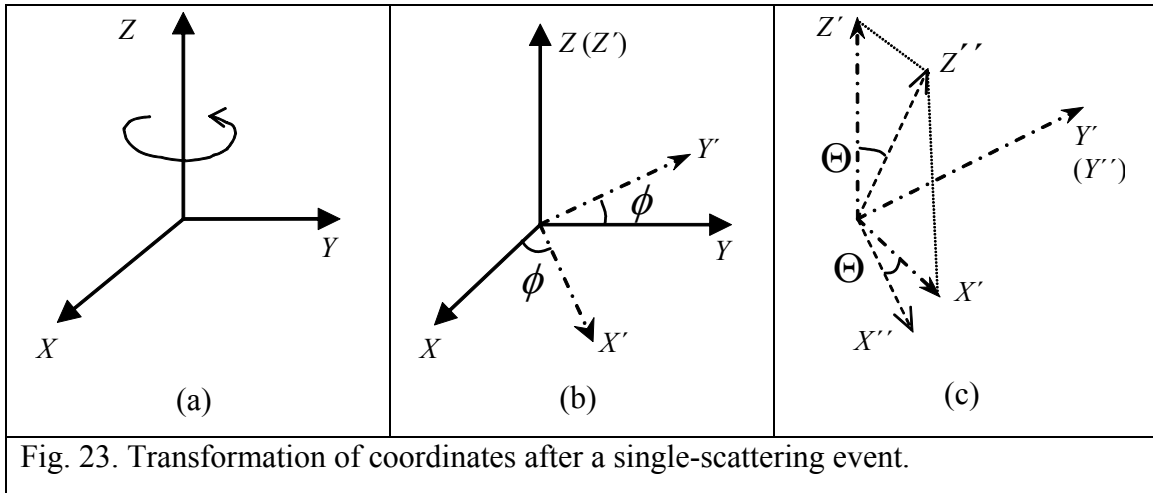 Z
Y
X
(a)
Z (Z′)
Y′
ϕ
Y
ϕ
X
X′
(b)
Z′
Z′′
Θ
Y′
(Y′′)
Θ
X′
X′′
(c)
Fig. 23. Transformation of coordinates after a single-scattering event.